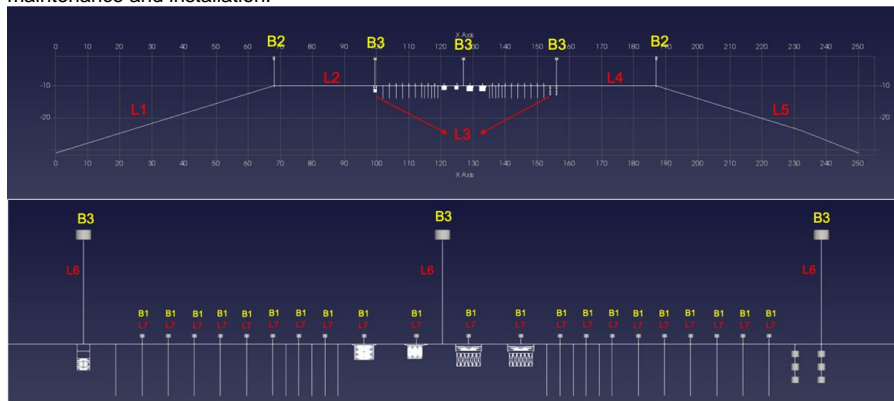 maintenance and installation.
X Axis
B2 B3 B3 B3 B2
0 10 20 30 40 50 60 70 80 90 100 110 120 130 140 150 160 170 180 190 200 210 220 230 240 250
L2 L4
-10 -10
L1 L5
-20 -20
L3
0 10 20 30 40 50 60 70 80 90 100 110 120 130 140 150 160 170 180 190 200 210 220 230 240 250
X Axis
B3 B3 B3
L6 L6 L6
B1 B1 B1 B1 B1 B1 B1 B1 B1 B1 B1 B1 B1 B1 B1 B1 B1 B1 B1 B1 B1
L7 L7 L7 L7 L7 L7 L7 L7 L7 L7 L7 L7 L7 L7 L7 L7 L7 L7 L7 L7 L7